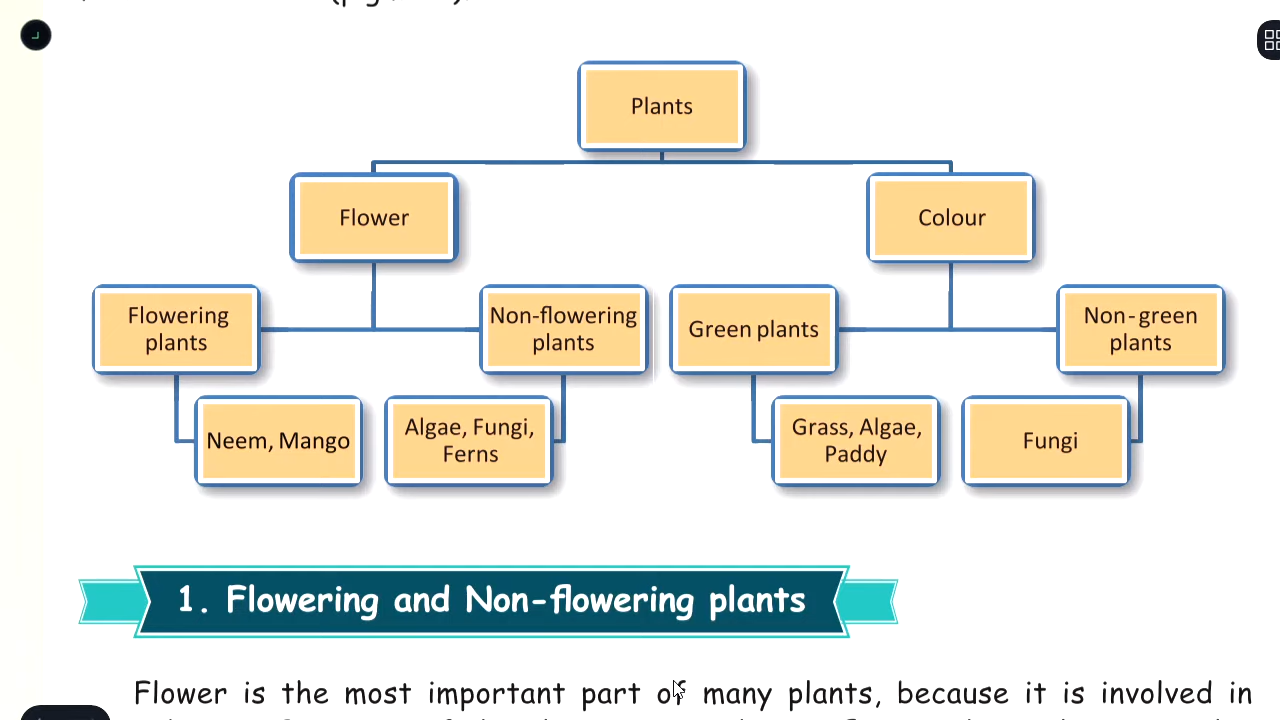 Plants
Flower
Colour
Flowering
plants
Non-flowering
plants
Green plants
Non-green
plants
Neem, Mango
Algae, Fungi,
Ferns
Grass, Algae,
Paddy
Fungi
1. Flowering and Non-flowering plants
Flower is the most important part of many plants, because it is involved in